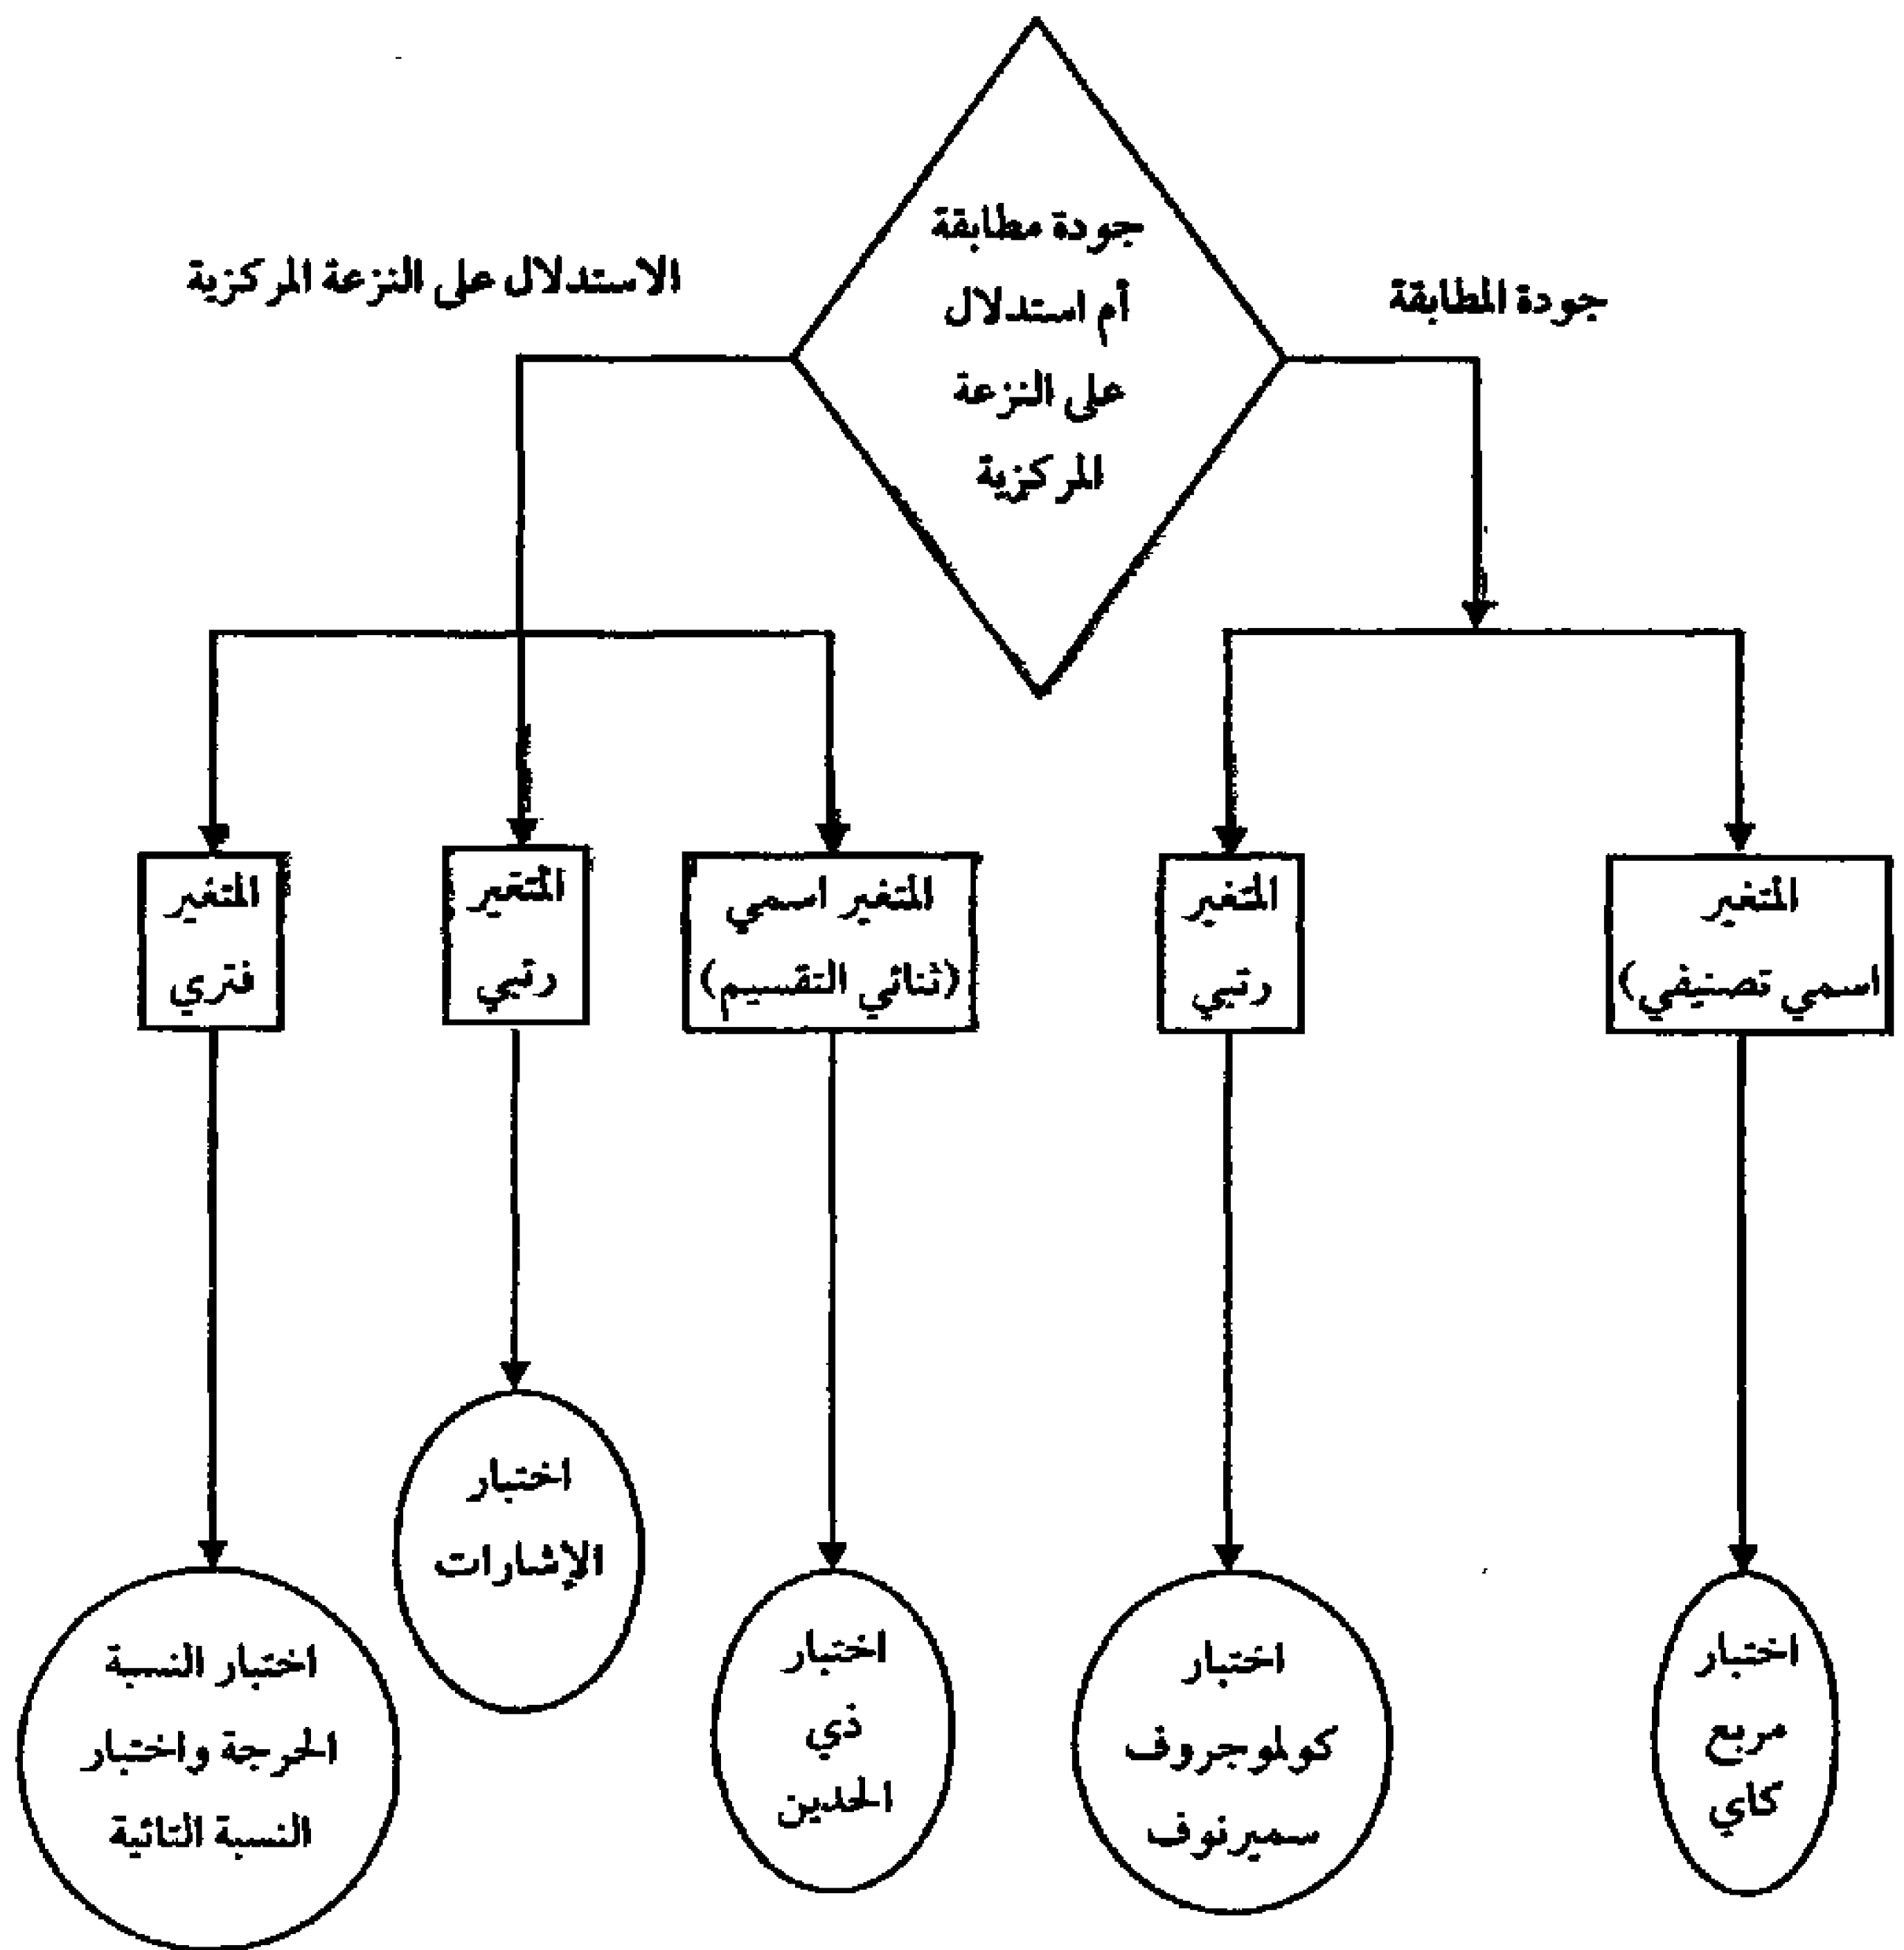 جودة مطابقة
أم استدلال
على النزعة
المركزية
جودة المطابقة
الاستدلال على النزعة المركزية
المتغير
اسمي تصنيفي)
المتغير
رتبي
المتغير اسمي
(ثنائي التقسيم)
المتغير
رتبي
المتغير
فتري
اختبار
مربع
كاي
اختبار
كولموجروف
سميرنوف
اختبار
ذي
الحدين
اختبار
الإشارات
اختبار النسبة
الحرجة واختبار
النسبة التائية